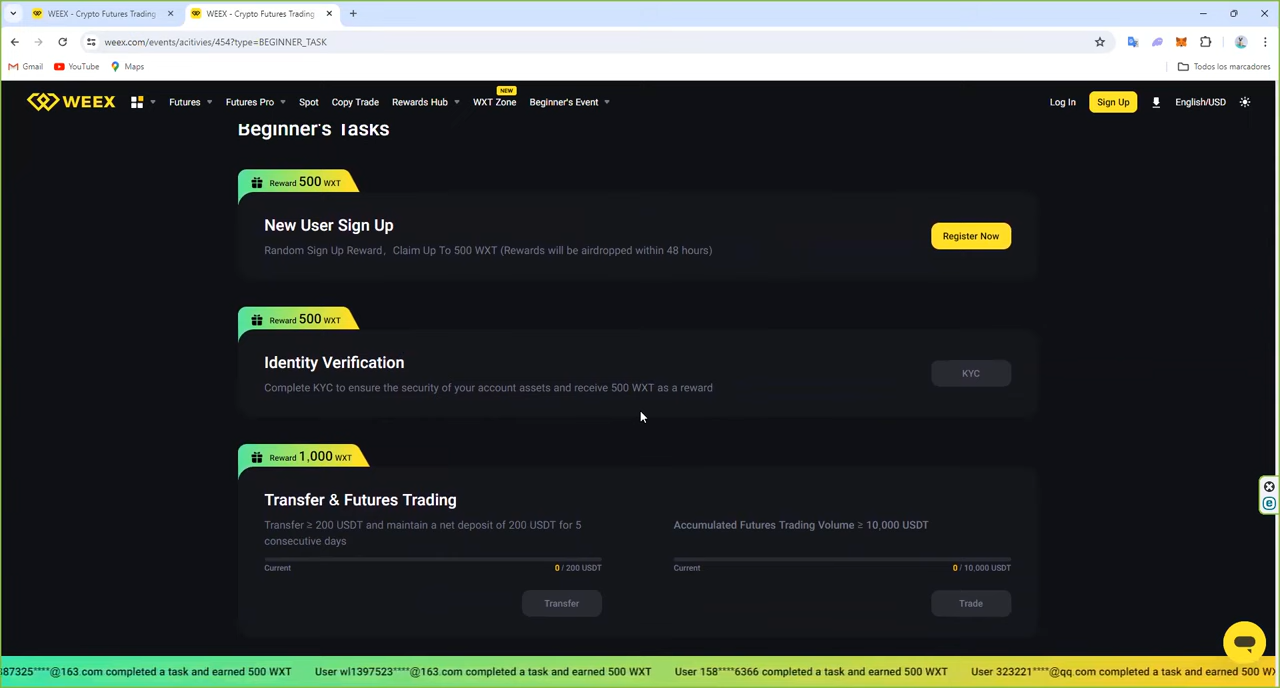 WEEX - Crypto Futures Trading
WEEX - Crypto Futures Trading
weex.com/events/acitivies/454?type=BEGINNER_TASK
Gmail
YouTube
Maps
Todos los marcadores
WEEX
Futures
Futures Pro
Spot
Copy Trade
Rewards Hub
NEW
WXT Zone
Beginner's Event
Log In
Sign Up
English/USD
Beginner's Tasks
Reward 500 WXT
New User Sign Up
Random Sign Up Reward，Claim Up To 500 WXT (Rewards will be airdropped within 48 hours)
Register Now
Reward 500 WXT
Identity Verification
Complete KYC to ensure the security of your account assets and receive 500 WXT as a reward
KYC
Reward 1,000 WXT
Transfer & Futures Trading
Transfer ≥ 200 USDT and maintain a net deposit of 200 USDT for 5
consecutive days
Current
0 / 200 USDT
Transfer
Accumulated Futures Trading Volume ≥ 10,000 USDT
Current
0 / 10,000 USDT
Trade
87325****@163.com completed a task and earned 500 WXT User wl1397523****@163.com completed a task and earned 500 WXT User 158****6366 completed a task and earned 500 WXT User 323221****@qq.com completed a task and earned 500 W